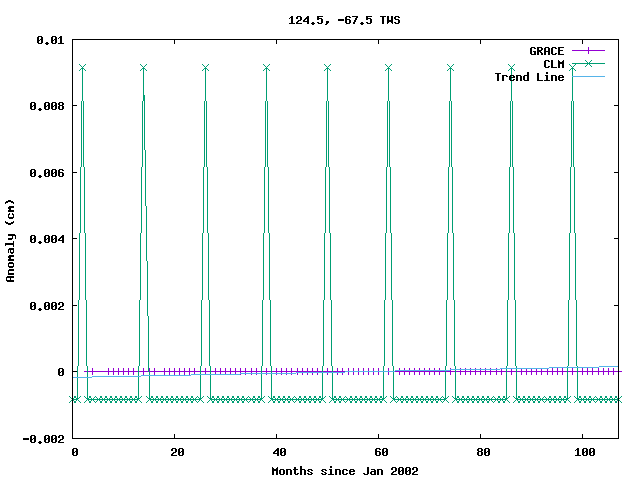 124.5, -67.5 TWS
0.01
GRACE
CLM
Trend Line
0.008
0.006
0.004
0.002
0
-0.002
Anomaly (cm)
0 20 40 60 80 100
Months since Jan 2002